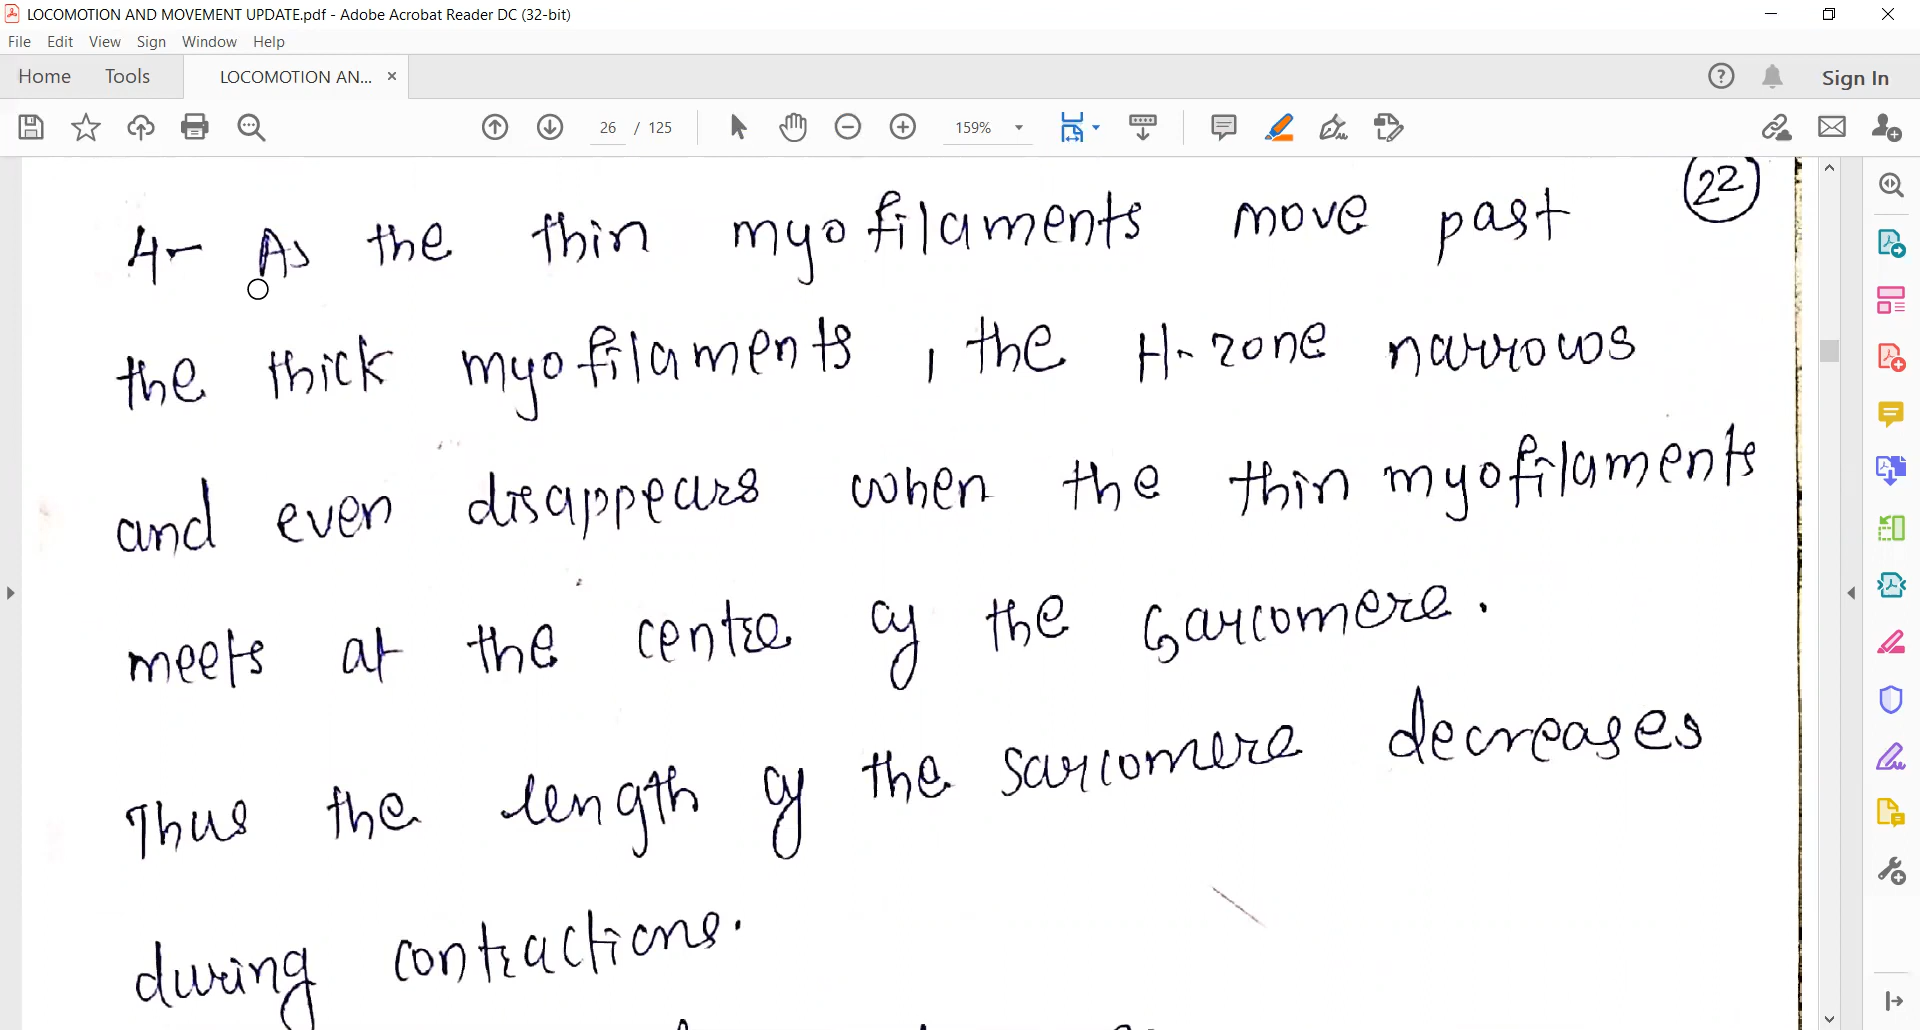 LOCOMOTION AND MOVEMENT UPDATE.pdf - Adobe Acrobat Reader DC (32-bit)
File Edit View Sign Window Help
Home Tools LOCOMOTION AN... × ? Sign In
26 / 125 159%
22
4- As the thin myofilaments move past
the thick myofilaments, the H-zone narrows
and even disappears when the thin myofilaments
meets at the centre of the sarcomere.
Thus the length of the sarcomere decreases
during contractions.